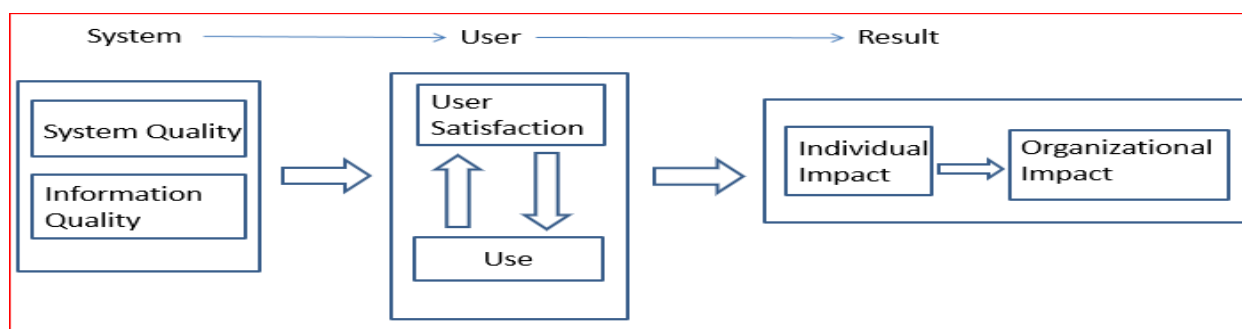 System
User
Result
System Quality
Information
Quality
User
Satisfaction
Use
Individual
Impact
Organizational
Impact